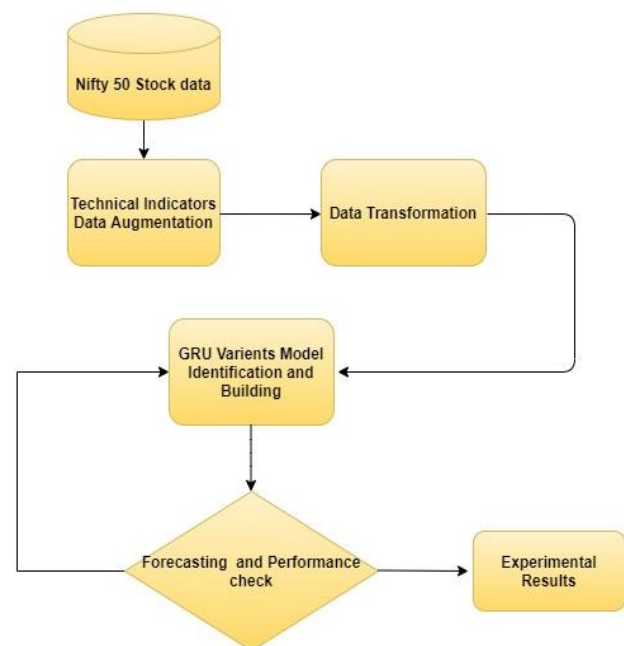 Nifty 50 Stock data
Technical Indicators
Data Augmentation
Data Transformation
GRU Varients Model
Identification and
Building
Forecasting and Performance
check
Experimental
Results